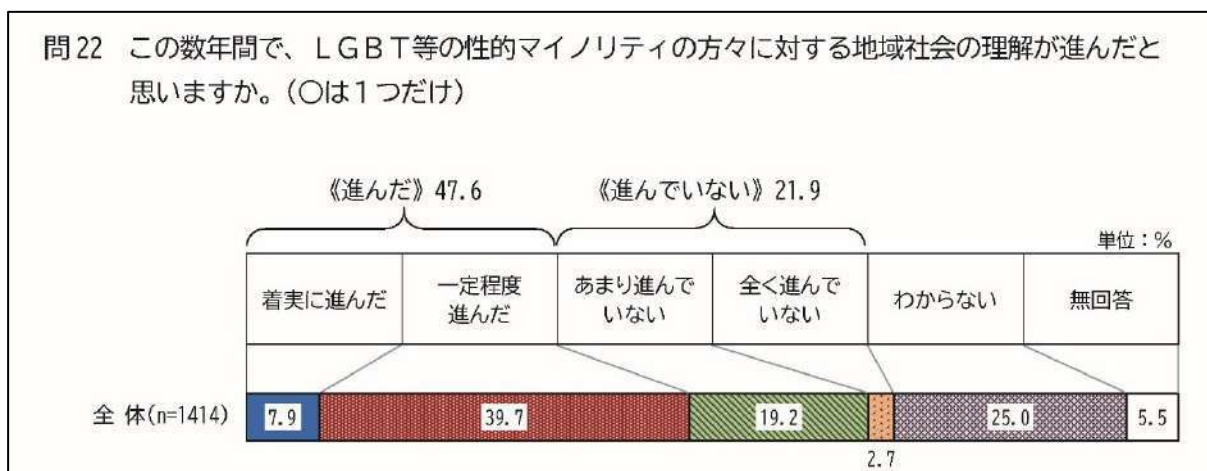 問22 この数年間で、LGBT等の性的マイノリティの方々に対する地域社会の理解が進んだと
思いますか。（○は１つだけ）
《進んだ》47.6 《進んでいない》21.9
単位：％
着実に進んだ
一定程度
進んだ
あまり進んで
いない
全く進んで
いない
わからない
無回答
全 体(n=1414) 7.9 39.7 19.2 25.0 5.5
2.7